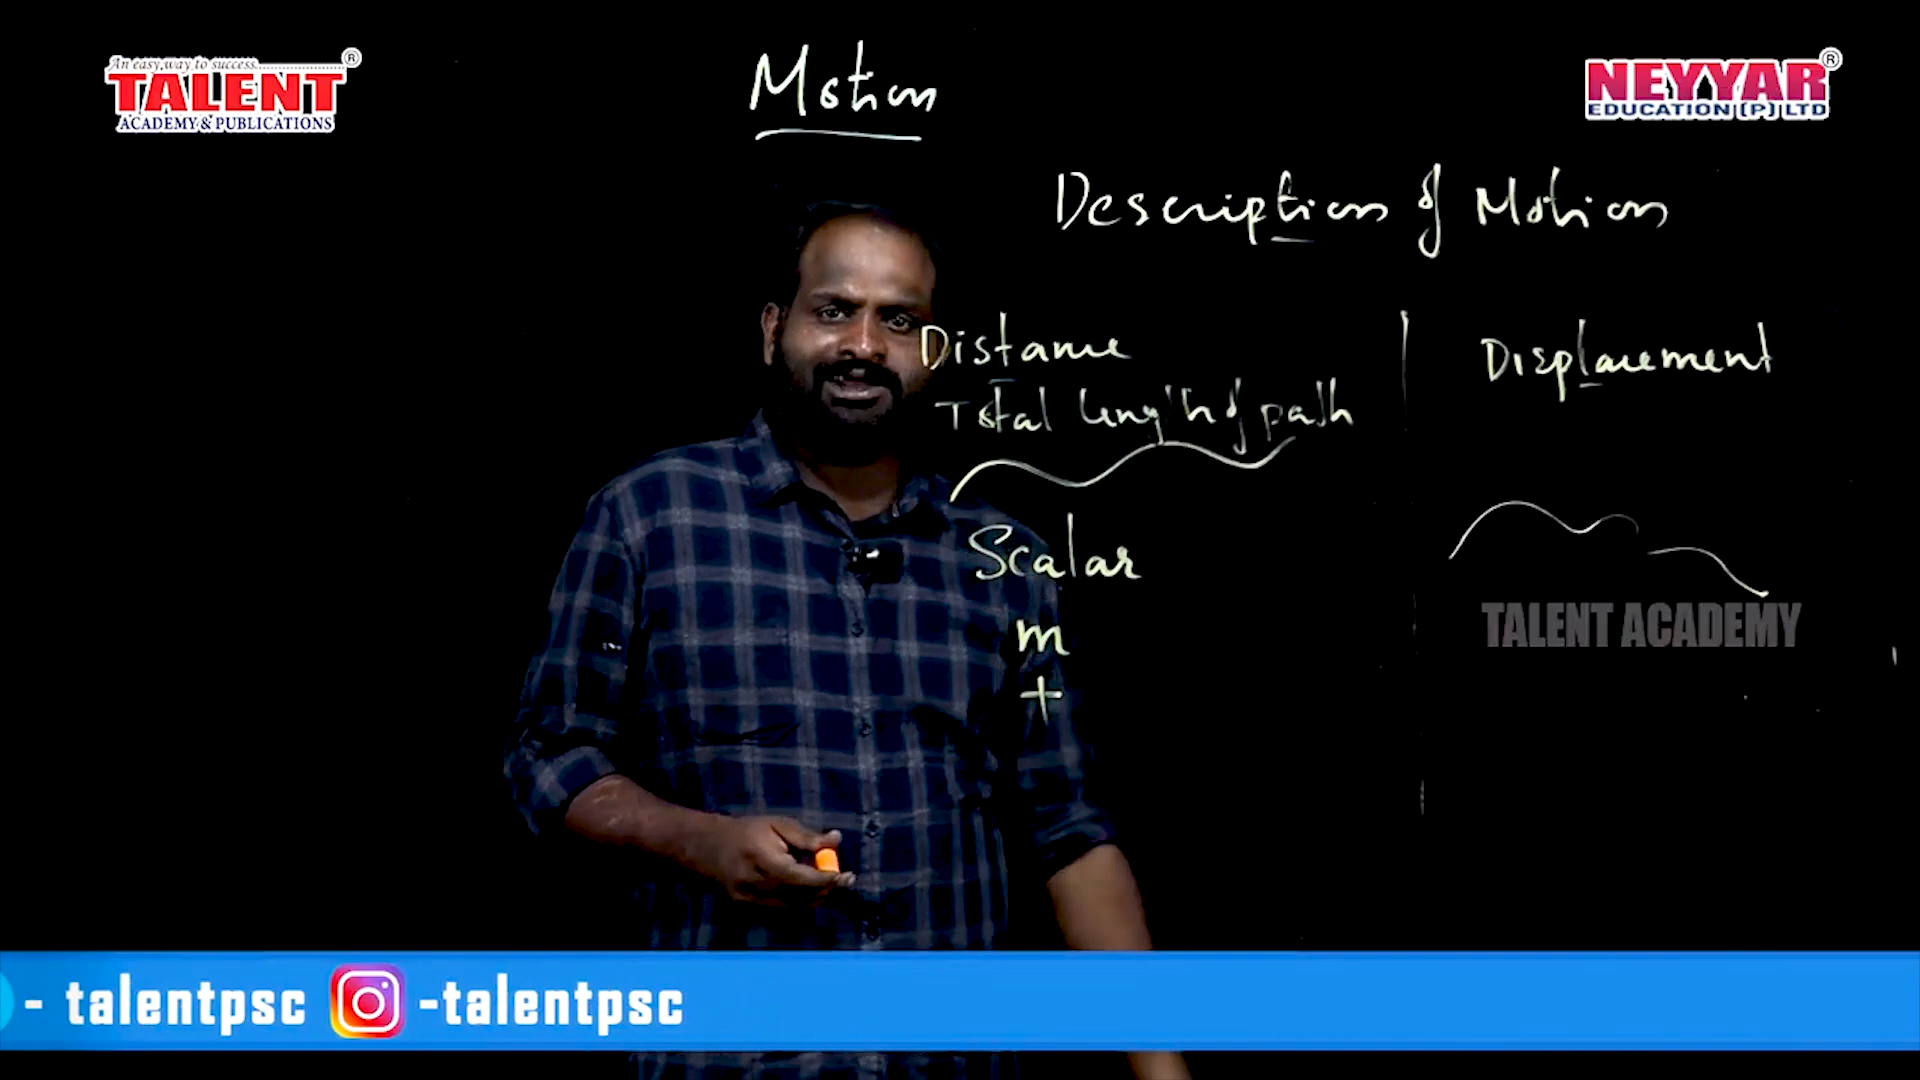 An easy way to success....................
TALENT ®
ACADEMY & PUBLICATIONS
NEYYAR ®
EDUCATION (P) LTD
Motion
Description of Motion
Distance
Displacement
Total length of path
Scalar
m
+
TALENT ACADEMY
- talentpsc
-talentpsc